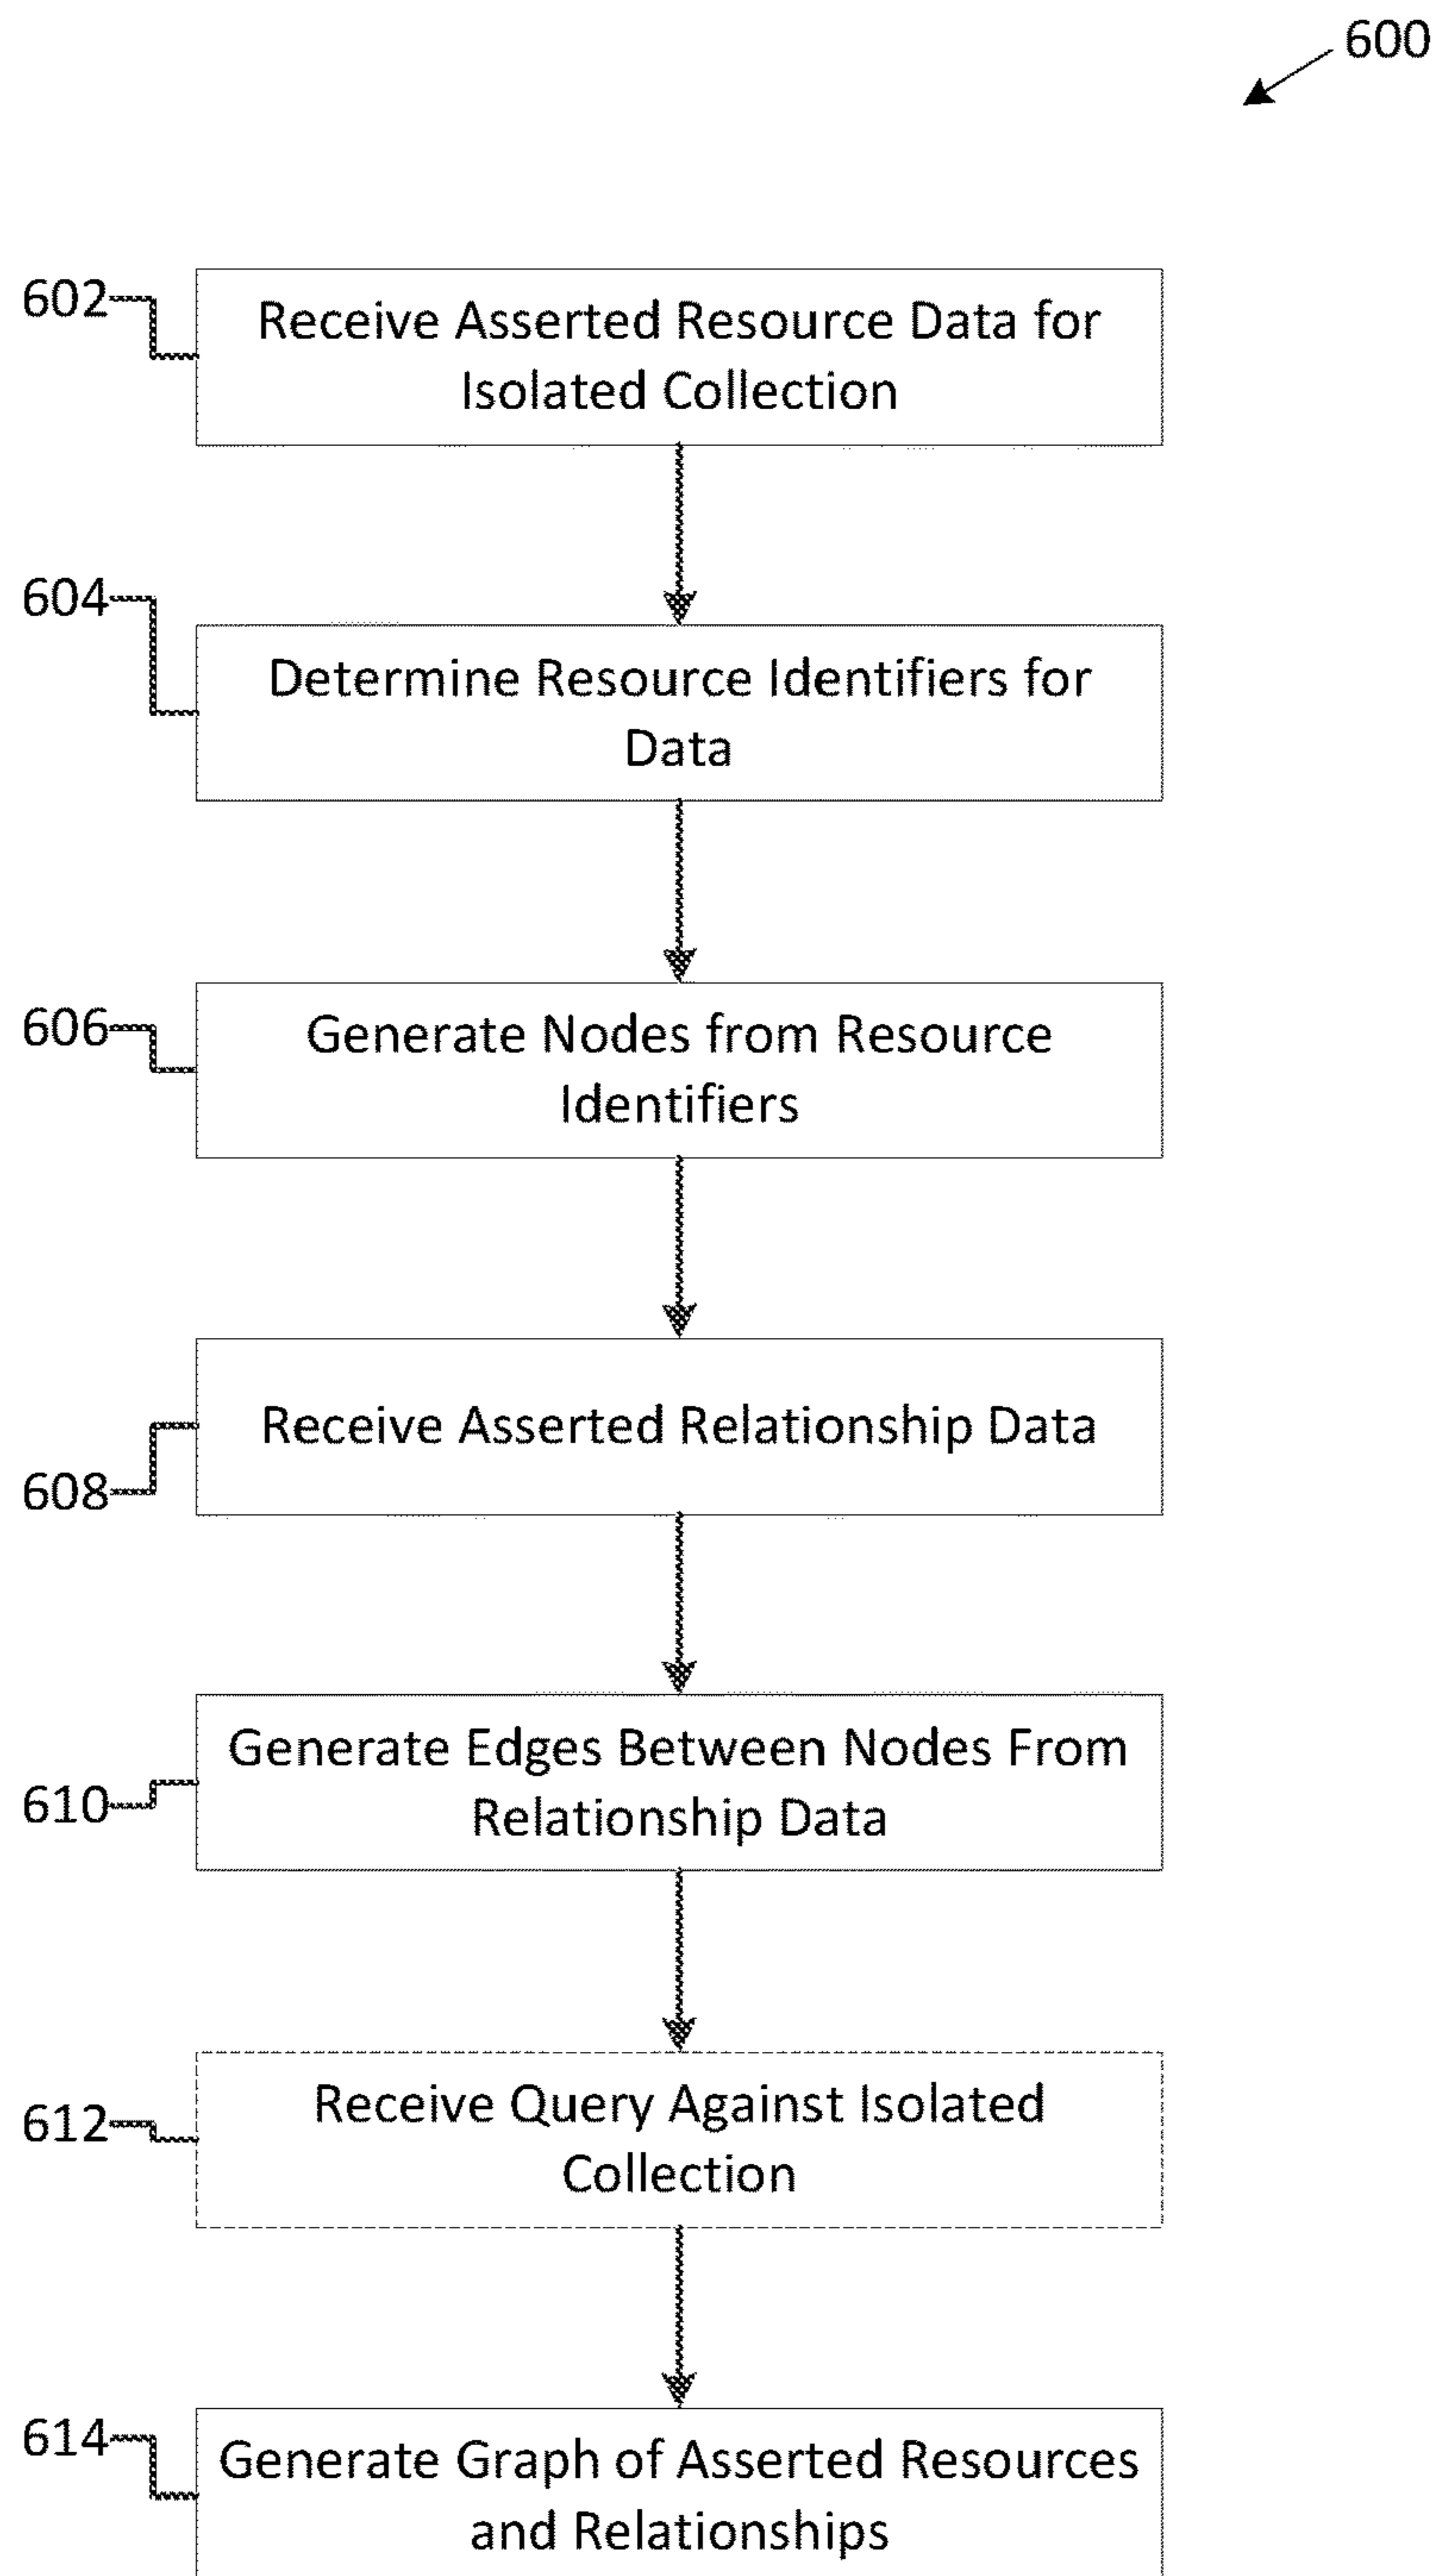 600
602
Receive Asserted Resource Data for
Isolated Collection
604
Determine Resource Identifiers for
Data
606
Generate Nodes from Resource
Identifiers
Receive Asserted Relationship Data
608
Generate Edges Between Nodes From
Relationship Data
610
612
Receive Query Against Isolated
Collection
614
Generate Graph of Asserted Resources
and Relationships